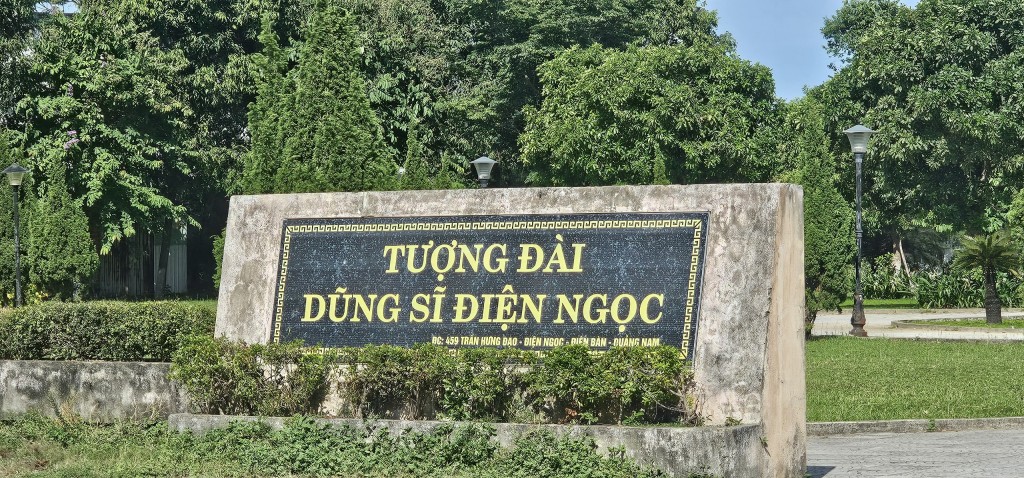 TƯỢNG ĐÀI
DŨNG SĨ ĐIỆN NGỌC
ĐC: 459 TRẦN HƯNG ĐẠO - ĐIỆN NGỌC - ĐIỆN BÀN - QUẢNG NAM